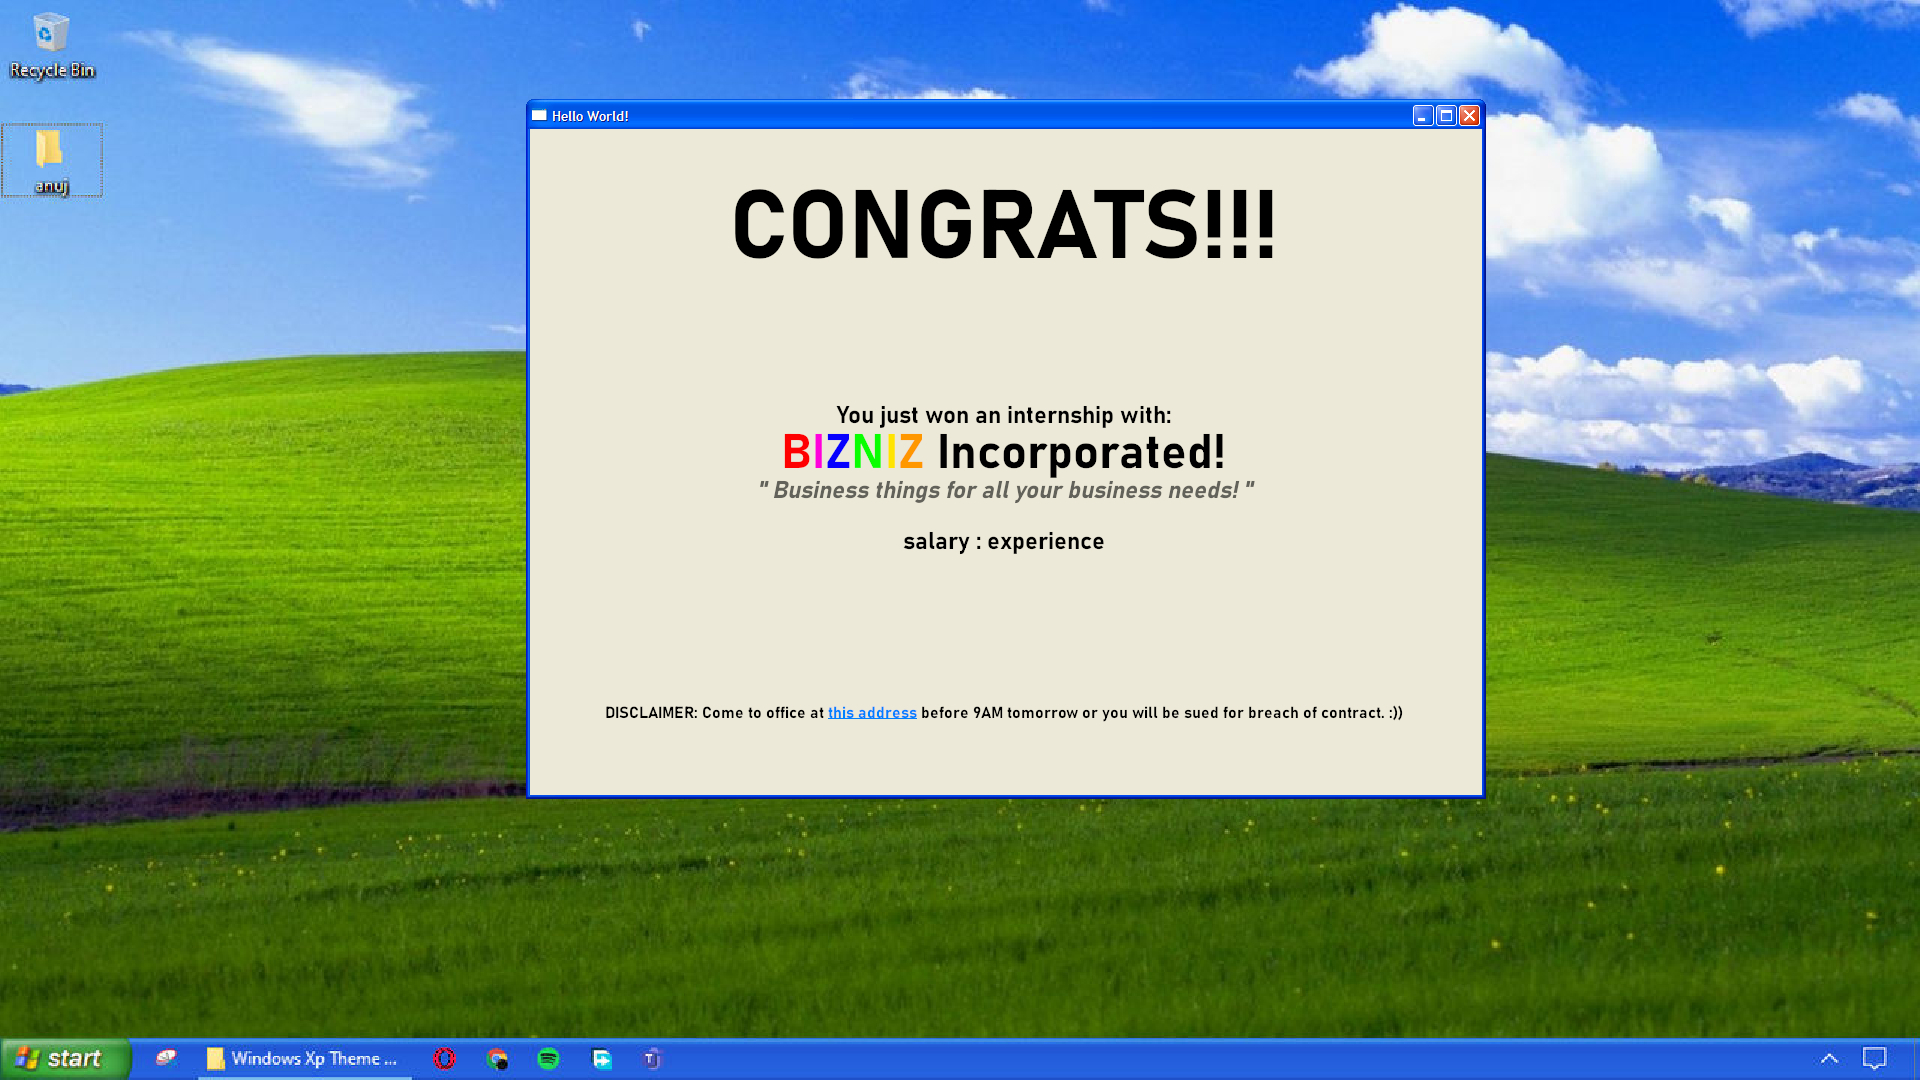 Recycle Bin
anuj
Hello World!
CONGRATS!!!
You just won an internship with:
BIZNIZ Incorporated!
" Business things for all your business needs! "
salary : experience
DISCLAIMER: Come to office at this address before 9AM tomorrow or you will be sued for breach of contract. :))
start
Windows Xp Theme ...